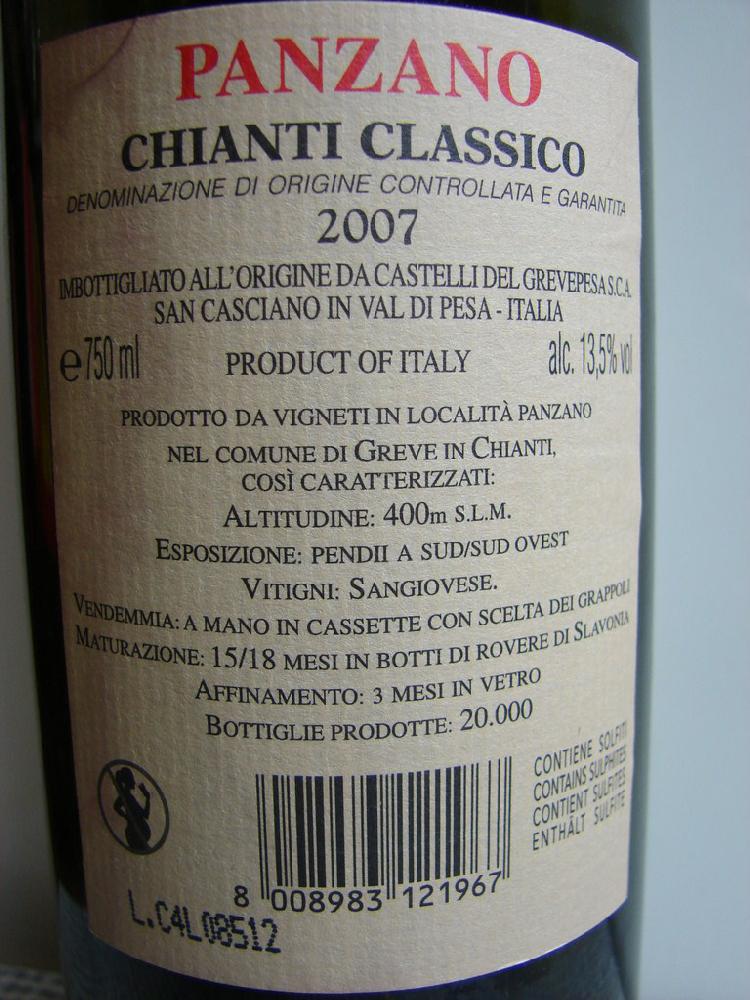 PANZANO
CHIANTI CLASSICO
DENOMINAZIONE DI ORIGINE CONTROLLATA E GARANTITA
2007
IMBOTTIGLIATO ALL'ORIGINE DA CASTELLI DEL GREVEPESA S.C.A.
SAN CASCIANO IN VAL DI PESA - ITALIA
℮ 750 ml PRODUCT OF ITALY alc. 13,5% vol
PRODOTTO DA VIGNETI IN LOCALITÀ PANZANO
NEL COMUNE DI GREVE IN CHIANTI,
COSÌ CARATTERIZZATI:
ALTITUDINE: 400m S.L.M.
ESPOSIZIONE: PENDII A SUD/SUD OVEST
VITIGNI: SANGIOVESE.
VENDEMMIA: A MANO IN CASSETTE CON SCELTA DEI GRAPPOLI
MATURAZIONE: 15/18 MESI IN BOTTI DI ROVERE DI SLAVONIA
AFFINAMENTO: 3 MESI IN VETRO
BOTTIGLIE PRODOTTE: 20.000
CONTIENE SOLFITI
CONTAINS SULPHITES
CONTIENT SULFITES
ENTHÄLT SULFITE
8 008983 121967
L.C4L08512